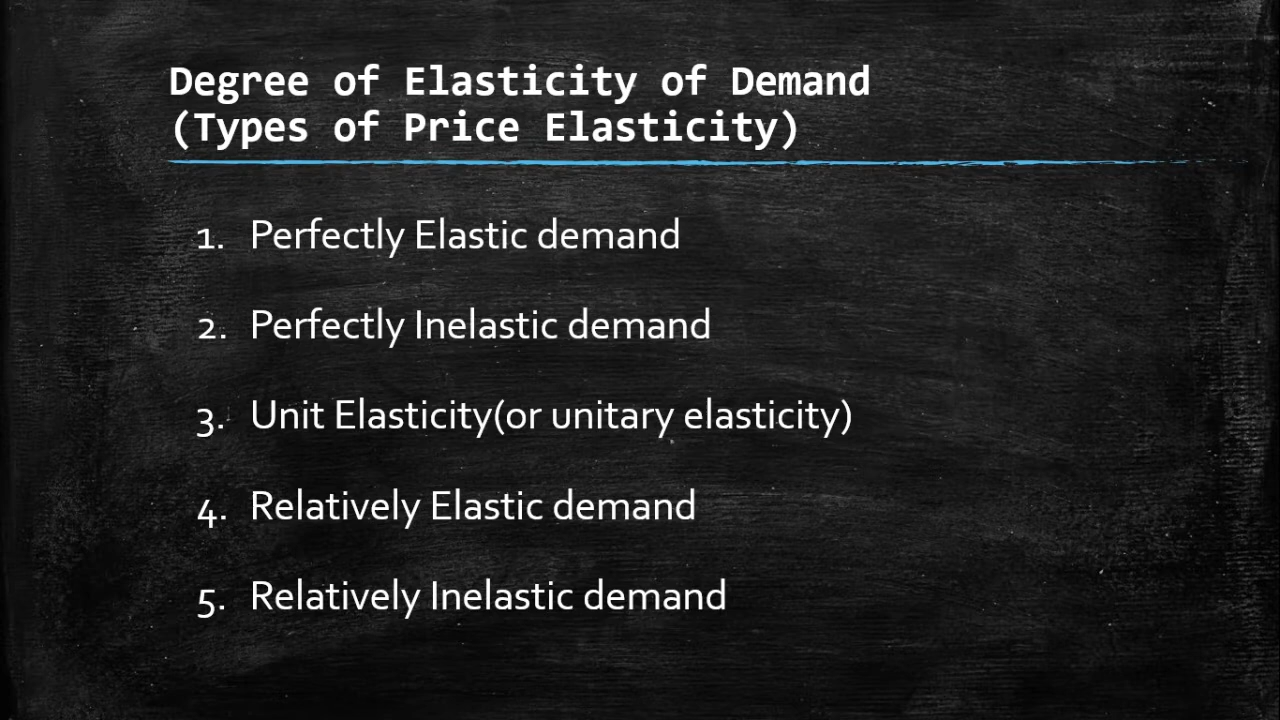 Degree of Elasticity of Demand
(Types of Price Elasticity)
1. Perfectly Elastic demand
2. Perfectly Inelastic demand
3. Unit Elasticity(or unitary elasticity)
4. Relatively Elastic demand
5. Relatively Inelastic demand